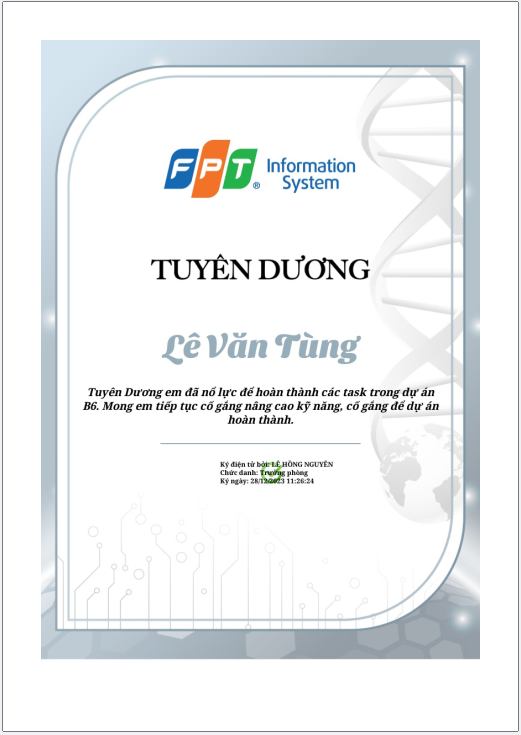 FPT® Information
System
TUYÊN DƯƠNG
Lê Văn Tùng
Tuyên Dương em đã nổ lực để hoàn thành các task trong dự án
B6. Mong em tiếp tục cố gắng nâng cao kỹ năng, cố gắng để dự án
hoàn thành.
Ký điện tử bởi: LÊ HỒNG NGUYÊN
Chức danh: Trưởng phòng
Ký ngày: 28/12/2023 11:26:24